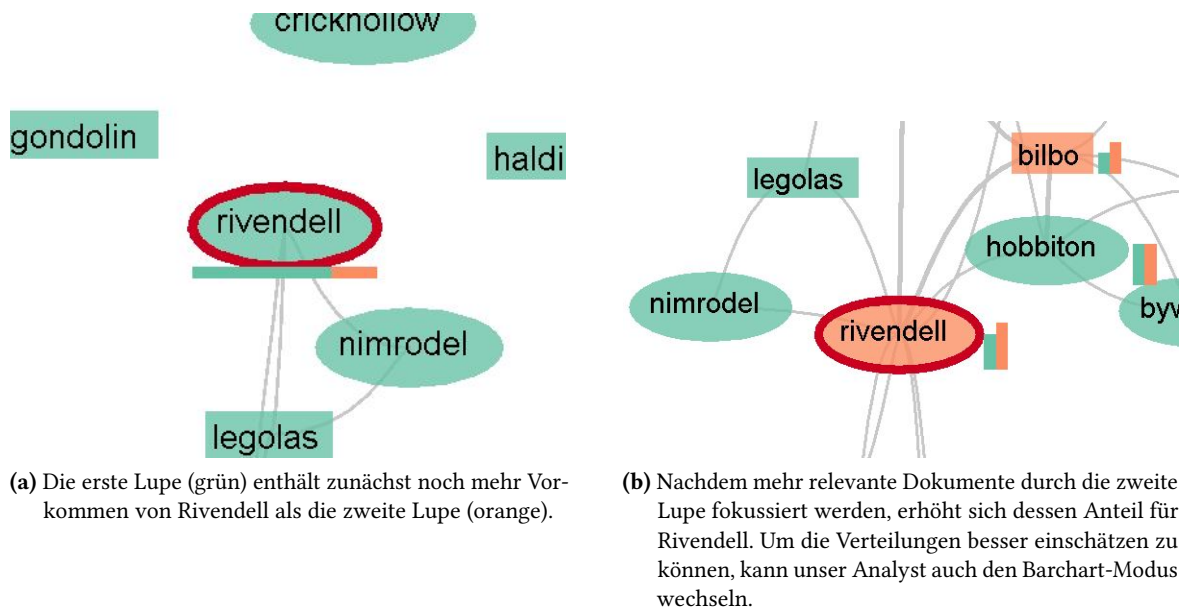 crickhollow
gondolin
haldi
rivendell
nimrodel
legolas
(a) Die erste Lupe (grün) enthält zunächst noch mehr Vor-
kommen von Rivendell als die zweite Lupe (orange).
bilbo
legolas
hobbiton
nimrodel
byw
rivendell
(b) Nachdem mehr relevante Dokumente durch die zweite
Lupe fokussiert werden, erhöht sich dessen Anteil für
Rivendell. Um die Verteilungen besser einschätzen zu
können, kann unser Analyst auch den Barchart-Modus
wechseln.